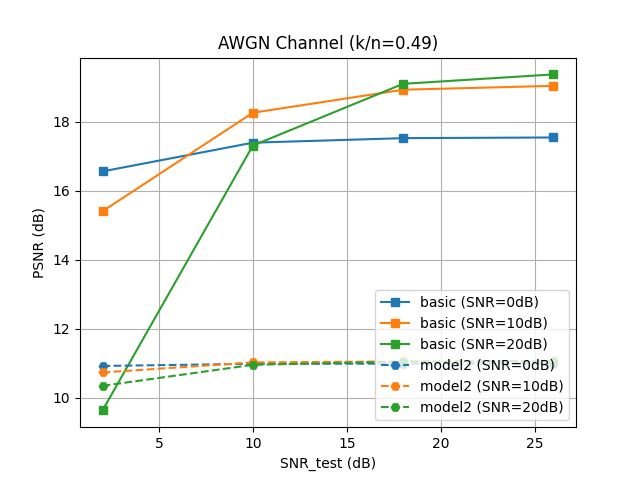 AWGN Channel (k/n=0.49)
PSNR (dB)
18
16
14
12
10
basic (SNR=0dB)
basic (SNR=10dB)
basic (SNR=20dB)
model2 (SNR=0dB)
model2 (SNR=10dB)
model2 (SNR=20dB)
5
10
15
20
25
SNR_test (dB)